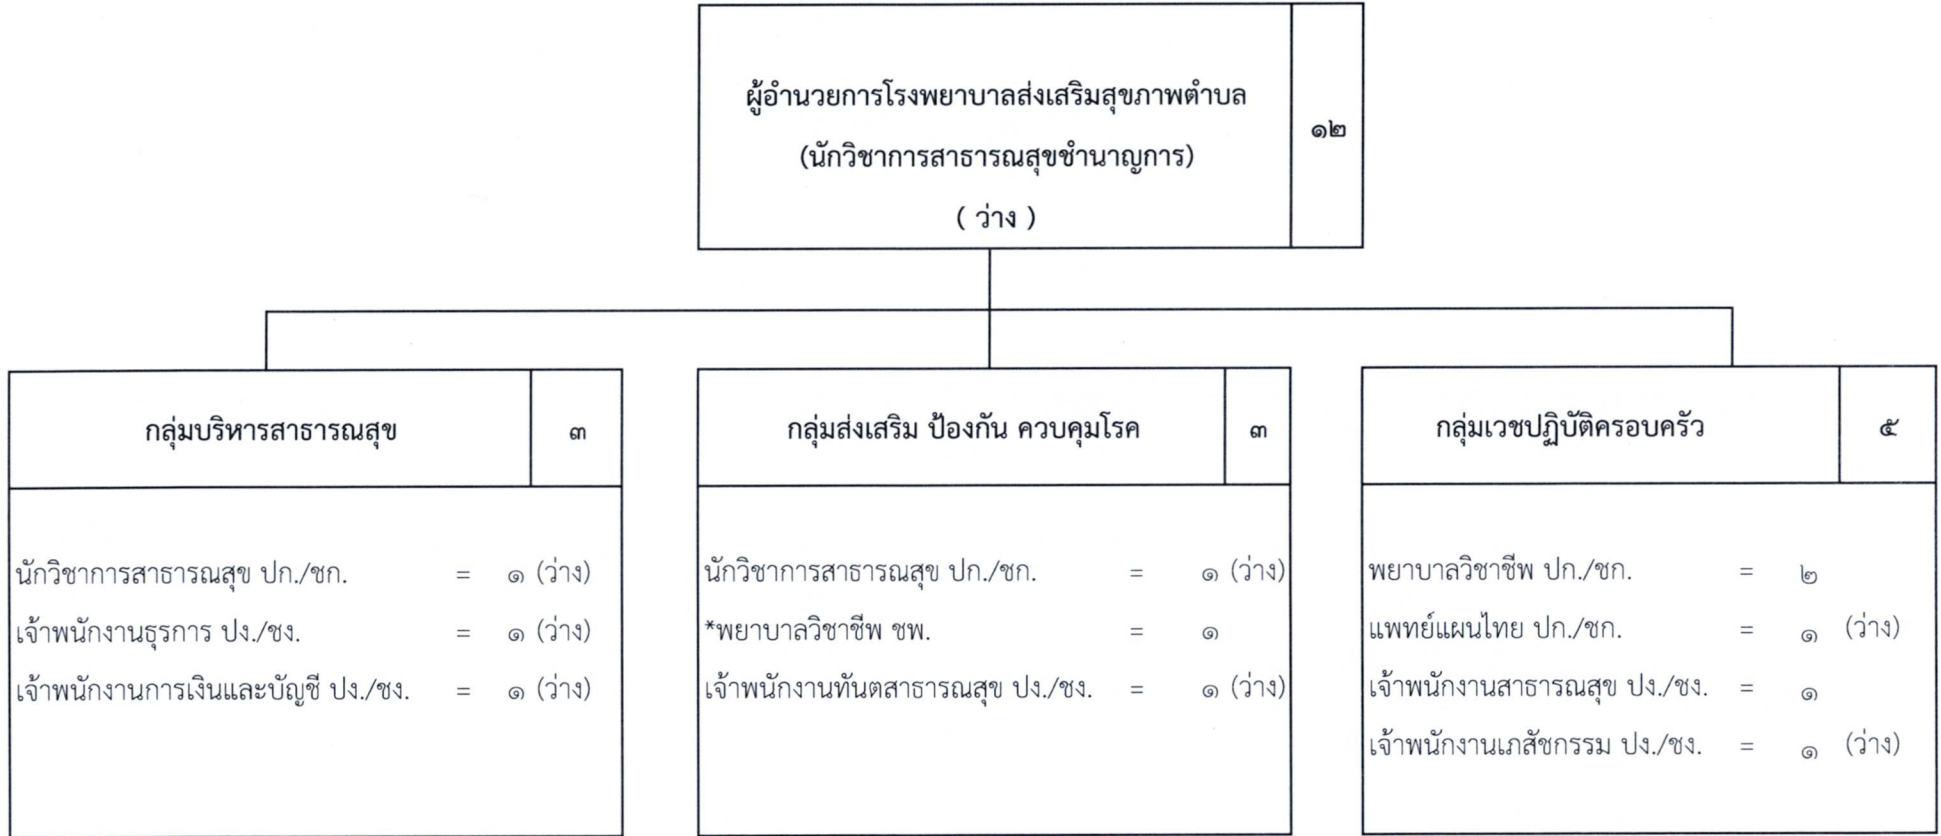 ผู้อำนวยการโรงพยาบาลส่งเสริมสุขภาพตำบล
(นักวิชาการสาธารณสุขชำนาญการ)
( ว่าง )
๑๒
กลุ่มบริหารสาธารณสุข ๓
นักวิชาการสาธารณสุข ปก./ชก. = ๑ (ว่าง)
เจ้าพนักงานธุรการ ปง./ชง. = ๑ (ว่าง)
เจ้าพนักงานการเงินและบัญชี ปง./ชง. = ๑ (ว่าง)
กลุ่มส่งเสริม ป้องกัน ควบคุมโรค ๓
นักวิชาการสาธารณสุข ปก./ชก. = ๑ (ว่าง)
*พยาบาลวิชาชีพ ชพ. = ๑
เจ้าพนักงานทันตสาธารณสุข ปง./ชง. = ๑ (ว่าง)
กลุ่มเวชปฏิบัติครอบครัว ๕
พยาบาลวิชาชีพ ปก./ชก. = ๒
แพทย์แผนไทย ปก./ชก. = ๑ (ว่าง)
เจ้าพนักงานสาธารณสุข ปง./ชง. = ๑
เจ้าพนักงานเภสัชกรรม ปง./ชง. = ๑ (ว่าง)